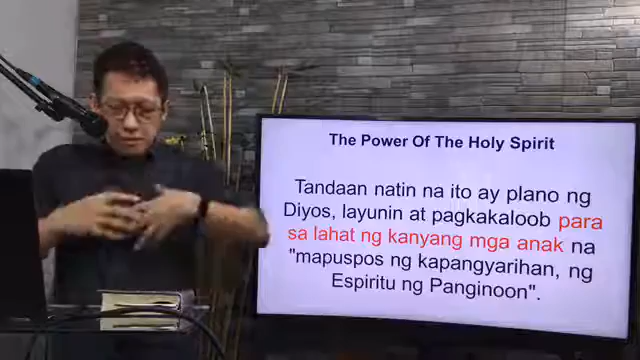 The Power Of The Holy Spirit
Tandaan natin na ito ay plano ng
Diyos, layunin at pagkakaloob para
sa lahat ng kanyang mga anak na
"mapuspos ng kapangyarihan, ng
Espiritu ng Panginoon".